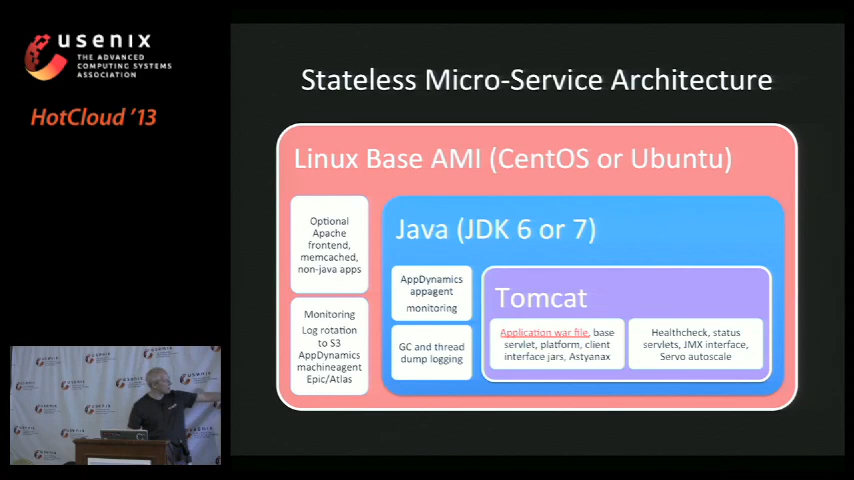 usenix
THE ADVANCED
COMPUTING SYSTEMS
ASSOCIATION
HotCloud '13
Stateless Micro-Service Architecture
Linux Base AMI (CentOS or Ubuntu)
Optional
Apache
frontend,
memcached,
non-java apps
Monitoring
Log rotation
to S3
AppDynamics
machineagent
Epic/Atlas
Java (JDK 6 or 7)
AppDynamics
appagent
monitoring
GC and thread
dump logging
Tomcat
Application war file, base
servlet, platform, client
interface jars, Astyanax
Healthcheck, status
servlets, JMX interface,
Servo autoscale